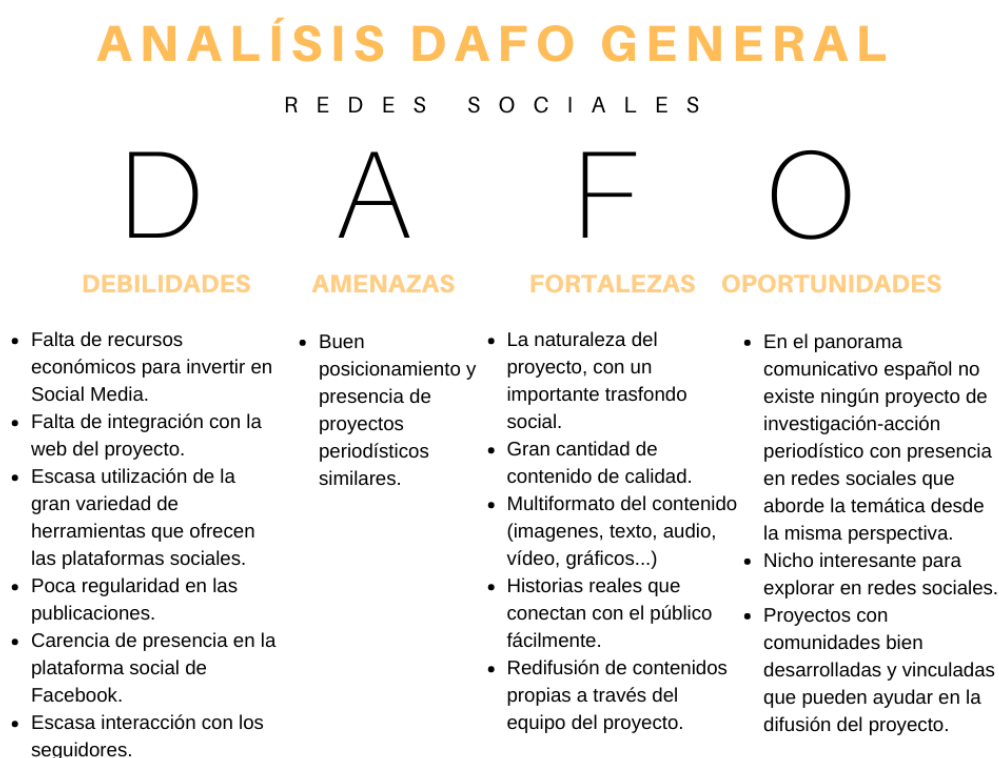 ANALÍSIS DAFO GENERAL
REDES SOCIALES
D A F O
DEBILIDADES
Falta de recursos
económicos para invertir en
Social Media.
Falta de integración con la
web del proyecto.
Escasa utilización de la
gran variedad de
herramientas que ofrecen
las plataformas sociales.
Poca regularidad en las
publicaciones.
Carencia de presencia en la
plataforma social de
Facebook.
Escasa interacción con los
seguidores.
AMENAZAS
Buen
posicionamiento y
presencia de
proyectos
periodísticos
similares.
FORTALEZAS
La naturaleza del
proyecto, con un
importante trasfondo
social.
Gran cantidad de
contenido de calidad.
Multiformato del contenido
(imagenes, texto, audio,
vídeo, gráficos...)
Historias reales que
conectan con el público
fácilmente.
Redifusión de contenidos
propias a través del
equipo del proyecto.
OPORTUNIDADES
En el panorama
comunicativo español no
existe ningún proyecto de
investigación-acción
periodístico con presencia
en redes sociales que
aborde la temática desde
la misma perspectiva.
Nicho interesante para
explorar en redes sociales.
Proyectos con
comunidades bien
desarrolladas y vinculadas
que pueden ayudar en la
difusión del proyecto.